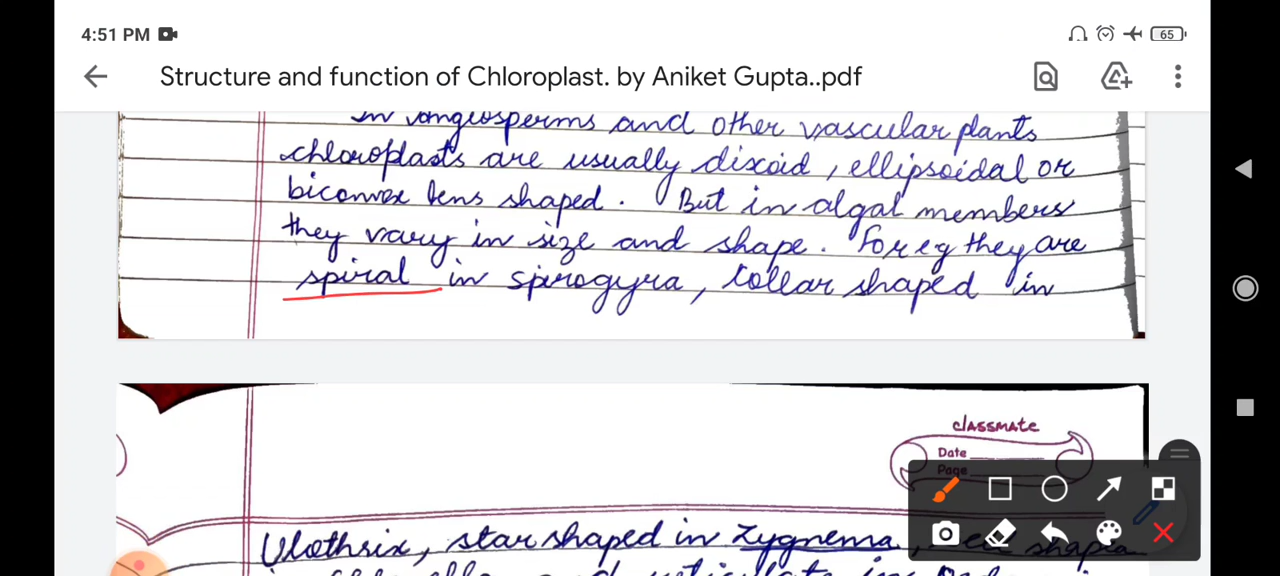 4:51 PM
65
Structure and function of Chloroplast. by Aniket Gupta..pdf
In angiosperms and other vascular plants
chloroplasts are usually discoid, ellipsoidal or
biconvex lens shaped. But in algal members
they vary in size and shape. For eg they are
spiral in spirogyra, collar shaped in
classmate
Date
Page
Ulothrix, star shaped in Zygnema,